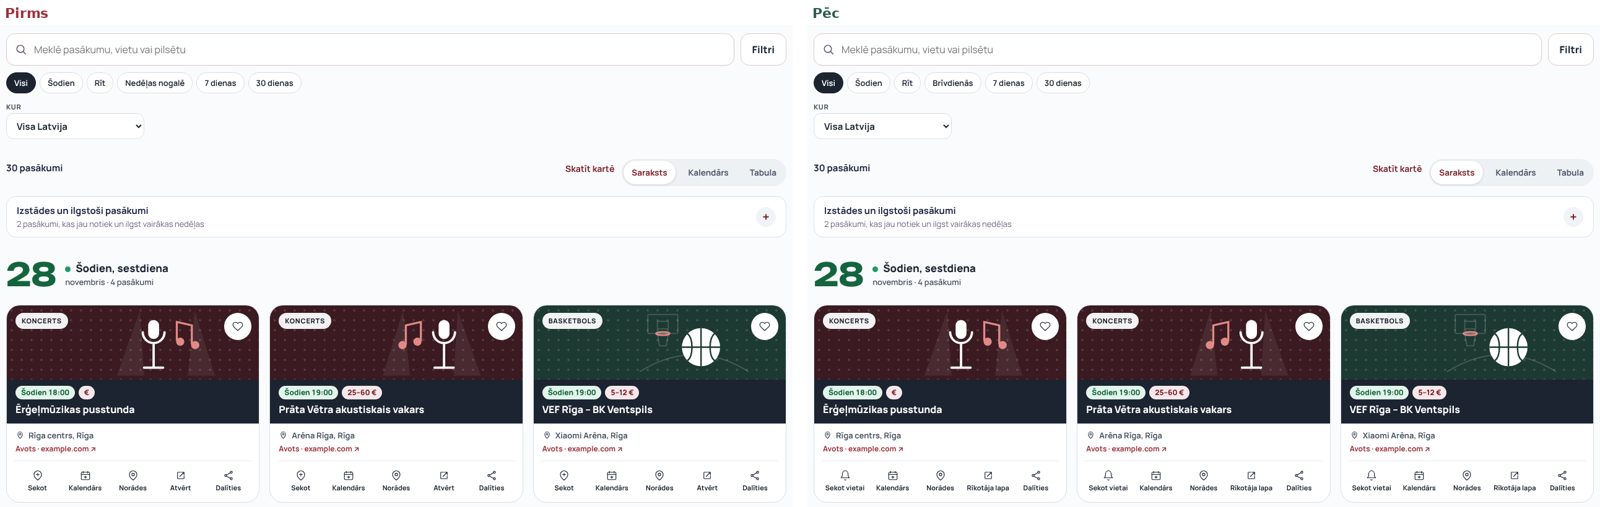 Pirms
Meklē pasākumu, vietu vai pilsētu
Filtri
Visi Šodien Rīt Nedēļas nogalē 7 dienas 30 dienas
KUR
Visa Latvija
30 pasākumi
Skatīt kartē Saraksts Kalendārs Tabula
Izstādes un ilgstoši pasākumi
2 pasākumi, kas jau notiek un ilgst vairākas nedēļas
+
28
Šodien, sestdiena
novembris · 4 pasākumi
KONCERTS
Šodien 18:00 €
Ērģeļmūzikas pusstunda
Rīga centrs, Rīga
Avots · example.com ↗
Sekot Kalendārs Norādes Atvērt Dalīties
KONCERTS
Šodien 19:00 25–60 €
Prāta Vētra akustiskais vakars
Arēna Rīga, Rīga
Avots · example.com ↗
Sekot Kalendārs Norādes Atvērt Dalīties
BASKETBOLS
Šodien 19:00 5–12 €
VEF Rīga – BK Ventspils
Xiaomi Arēna, Rīga
Avots · example.com ↗
Sekot Kalendārs Norādes Atvērt Dalīties
Pēc
Meklē pasākumu, vietu vai pilsētu
Filtri
Visi Šodien Rīt Brīvdienās 7 dienas 30 dienas
KUR
Visa Latvija
30 pasākumi
Skatīt kartē Saraksts Kalendārs Tabula
Izstādes un ilgstoši pasākumi
2 pasākumi, kas jau notiek un ilgst vairākas nedēļas
+
28
Šodien, sestdiena
novembris · 4 pasākumi
KONCERTS
Šodien 18:00 €
Ērģeļmūzikas pusstunda
Rīga centrs, Rīga
Avots · example.com ↗
Sekot vietai Kalendārs Norādes Rīkotāja lapa Dalīties
KONCERTS
Šodien 19:00 25–60 €
Prāta Vētra akustiskais vakars
Arēna Rīga, Rīga
Avots · example.com ↗
Sekot vietai Kalendārs Norādes Rīkotāja lapa Dalīties
BASKETBOLS
Šodien 19:00 5–12 €
VEF Rīga – BK Ventspils
Xiaomi Arēna, Rīga
Avots · example.com ↗
Sekot vietai Kalendārs Norādes Rīkotāja lapa Dalīties